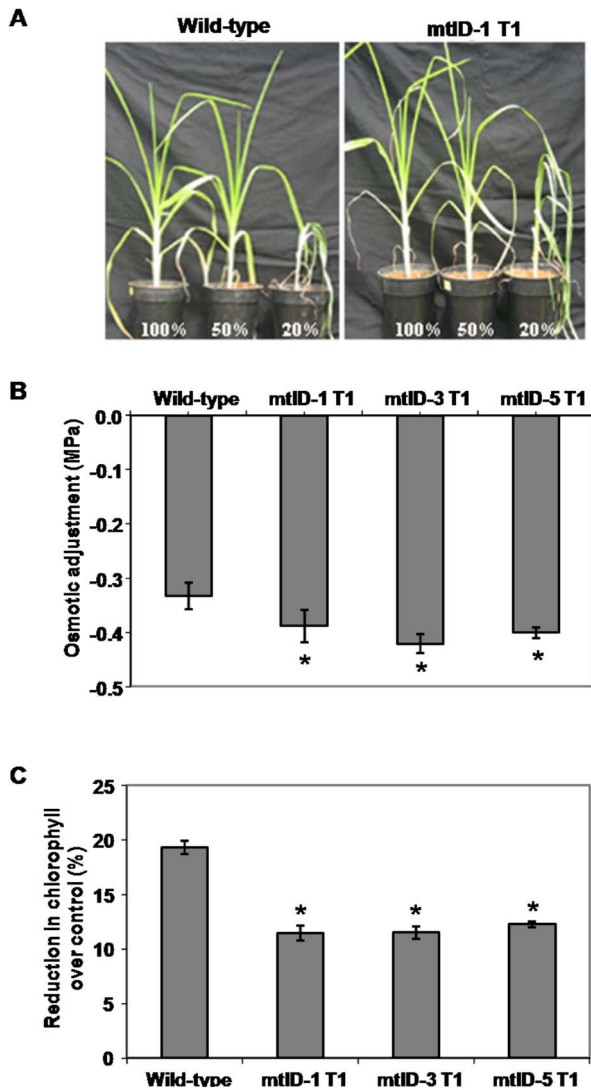 A
Wild-type
mtlD-1 T1
100%
50%
20%
100%
50%
20%
B
Wild-type
mtlD-1 T1
mtlD-3 T1
mtlD-5 T1
Osmotic adjustment (MPa)
0.0
-0.1
-0.2
-0.3
-0.4
-0.5
*
*
*
C
Reduction in chlorophyll
over control (%)
25
20
15
10
5
0
*
*
*
Wild-type
mtlD-1 T1
mtlD-3 T1
mtlD-5 T1